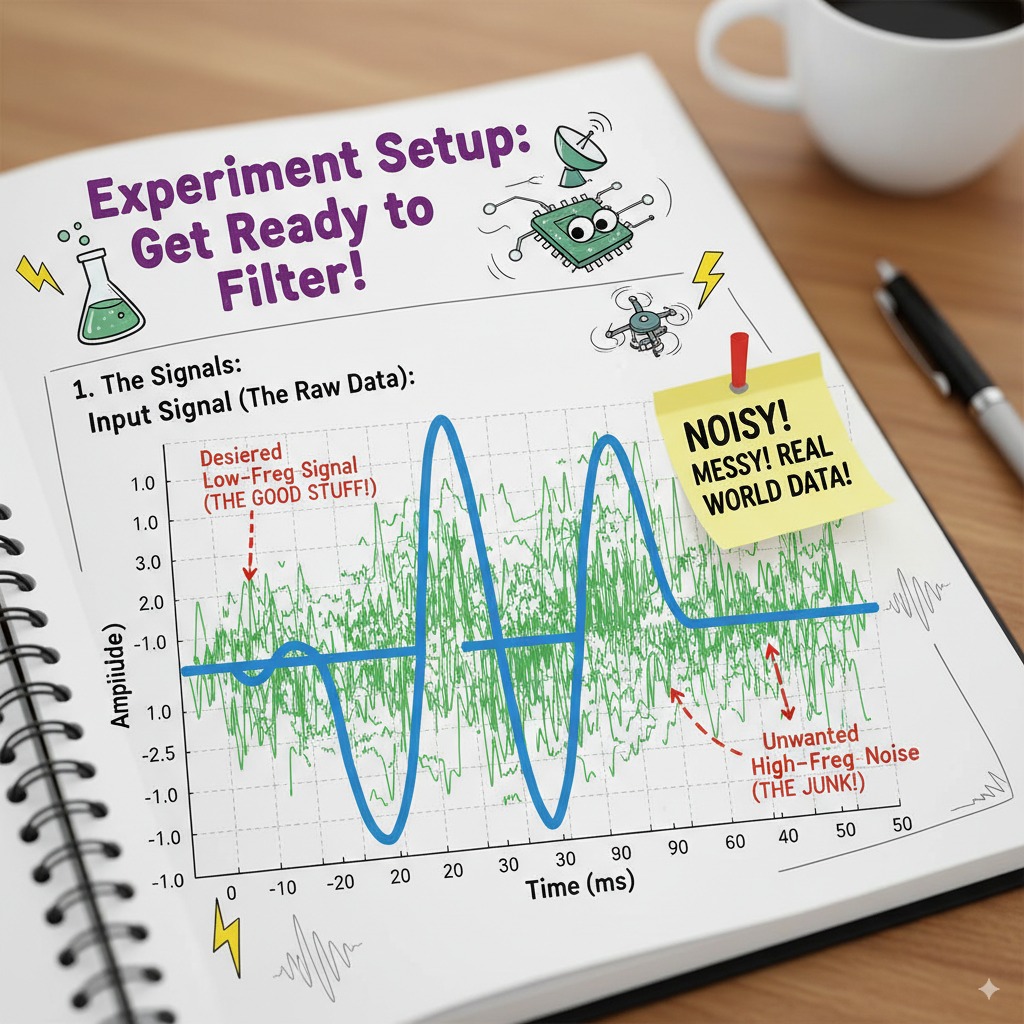 Experiment Setup:
Get Ready to
Filter!
1. The Signals:
Input Signal (The Raw Data):
NOISY!
MESSY! REAL
WORLD DATA!
Desiered
Low-Freg Signal
(THE GOOD STUFF!)
1.0
1.0
3.0
2.0
-1.0
1.0
-2.5
-1.0
-1.0
-1.0
Ampiiude)
Unwanted
High-Freg Noise
(THE JUNK!)
0 -10 -20 20 20 30 30 90 90 60 40 50 50
Time (ms)